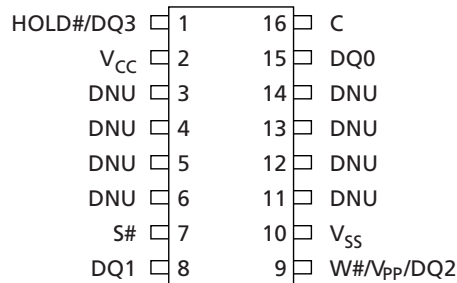 HOLD#/DQ3 1 16 C
VCC 2 15 DQ0
DNU 3 14 DNU
DNU 4 13 DNU
DNU 5 12 DNU
DNU 6 11 DNU
S# 7 10 VSS
DQ1 8 9 W#/VPP/DQ2